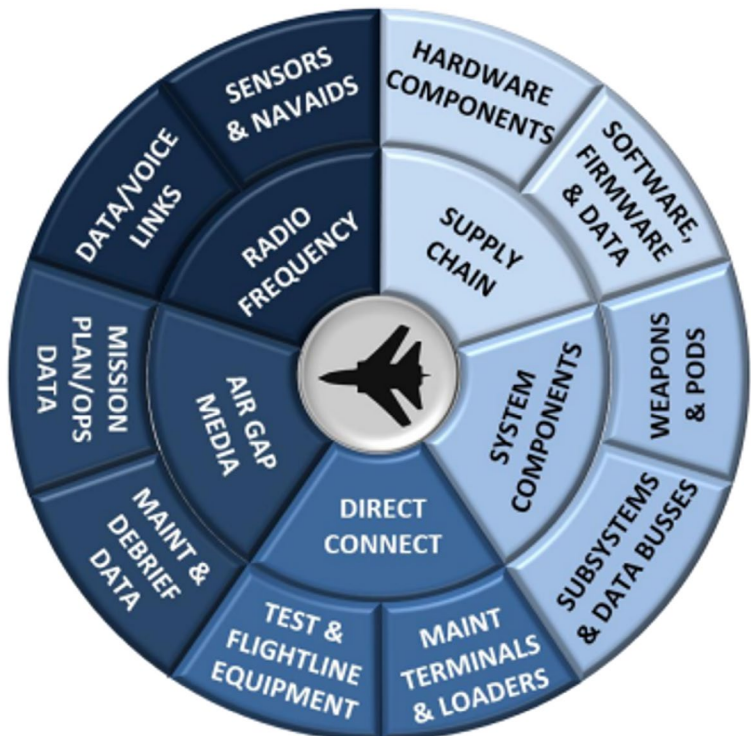 HARDWARE
COMPONENTS
SOFTWARE,
FIRMWARE
& DATA
WEAPONS
& PODS
SUBSYSTEMS
& DATA BUSSES
MAINT
TERMINALS
& LOADERS
TEST &
FLIGHTLINE
EQUIPMENT
MAINT &
DEBRIEF
DATA
MISSION
PLAN/OPS
DATA
DATA/VOICE
LINKS
SENSORS
& NAVAIDS
SUPPLY
CHAIN
SYSTEM
COMPONENTS
DIRECT
CONNECT
AIR GAP
MEDIA
RADIO
FREQUENCY